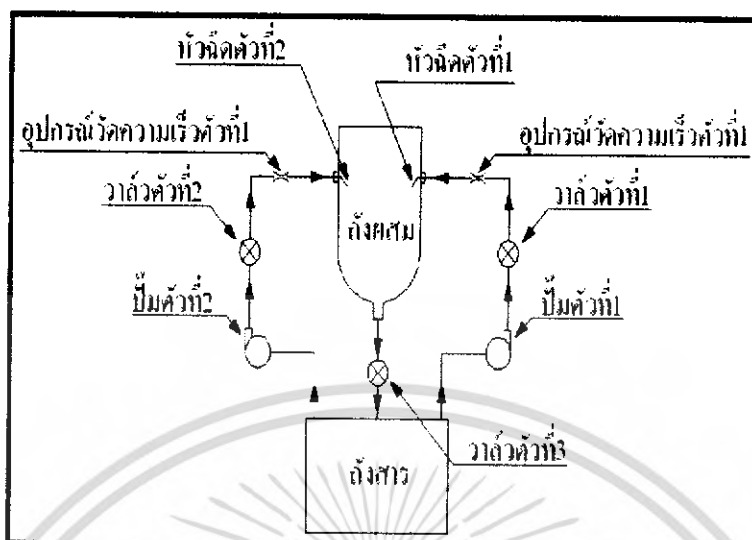 หัวฉีดตัวที่2
หัวฉีดตัวที่1
อุปกรณ์วัดความเร็วตัวที่1
อุปกรณ์วัดความเร็วตัวที่1
วาล์วตัวที่2
วาล์วตัวที่1
ถังผสม
ปั๊มตัวที่2
ปั๊มตัวที่1
วาล์วตัวที่3
ถังสาร